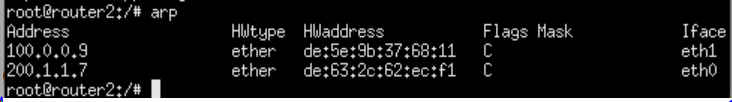 root@router2:/# arp
Address HWtype HWaddress Flags Mask Iface
100.0.0.9 ether de:5e:9b:37:68:11 C eth1
200.1.1.7 ether de:63:2c:62:ec:f1 C eth0
root@router2:/#